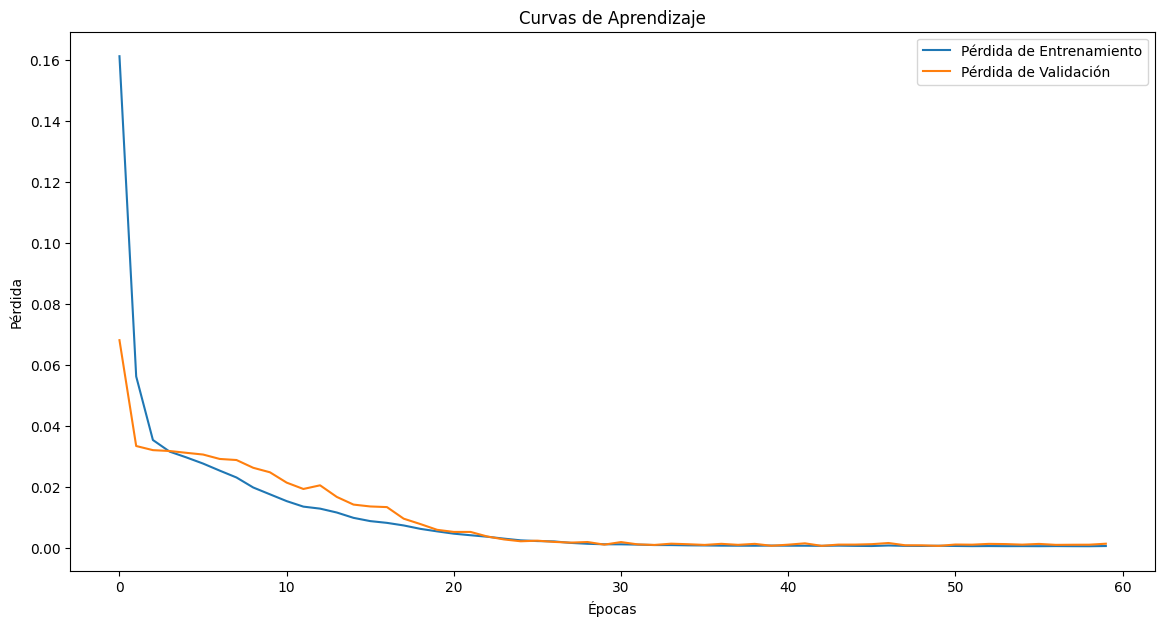 Curvas de Aprendizaje
Pérdida de Entrenamiento
Pérdida de Validación
Pérdida
0.16
0.14
0.12
0.10
0.08
0.06
0.04
0.02
0.00
0 10 20 30 40 50 60
Épocas